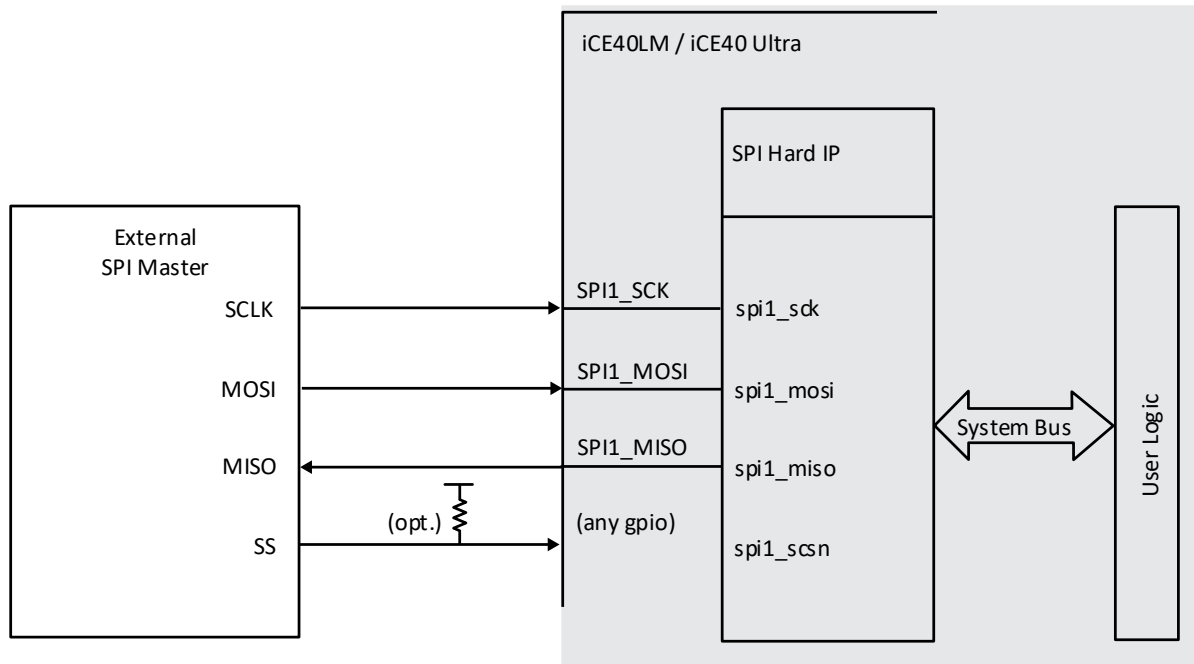 iCE40LM / iCE40 Ultra
SPI Hard IP
External
SPI Master
SCLK
SPI1_SCK
spi1_sck
MOSI
SPI1_MOSI
spi1_mosi
MISO
SPI1_MISO
spi1_miso
(opt.)
(any gpio)
SS
spi1_scsn
System Bus
User Logic